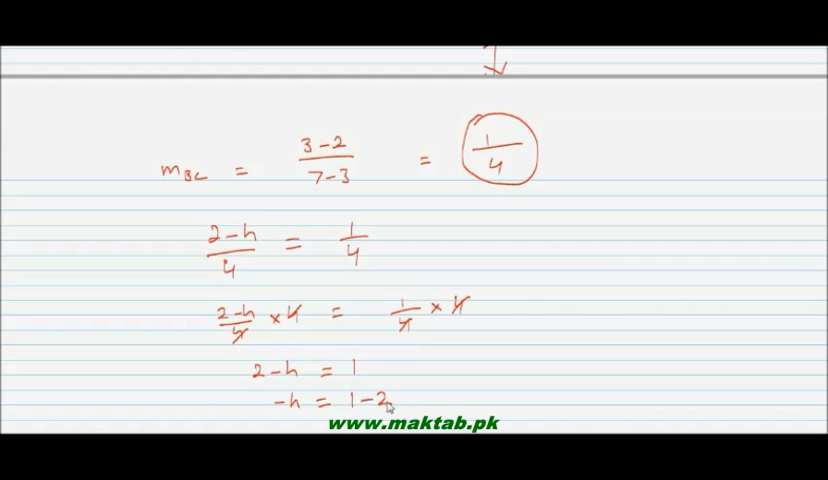 mBC = 3-2/7-3 = 1/4
2-h/4 = 1/4
2-h/4 × 4 = 1/4 × 4
2-h = 1
-h = 1-2
www.maktab.pk